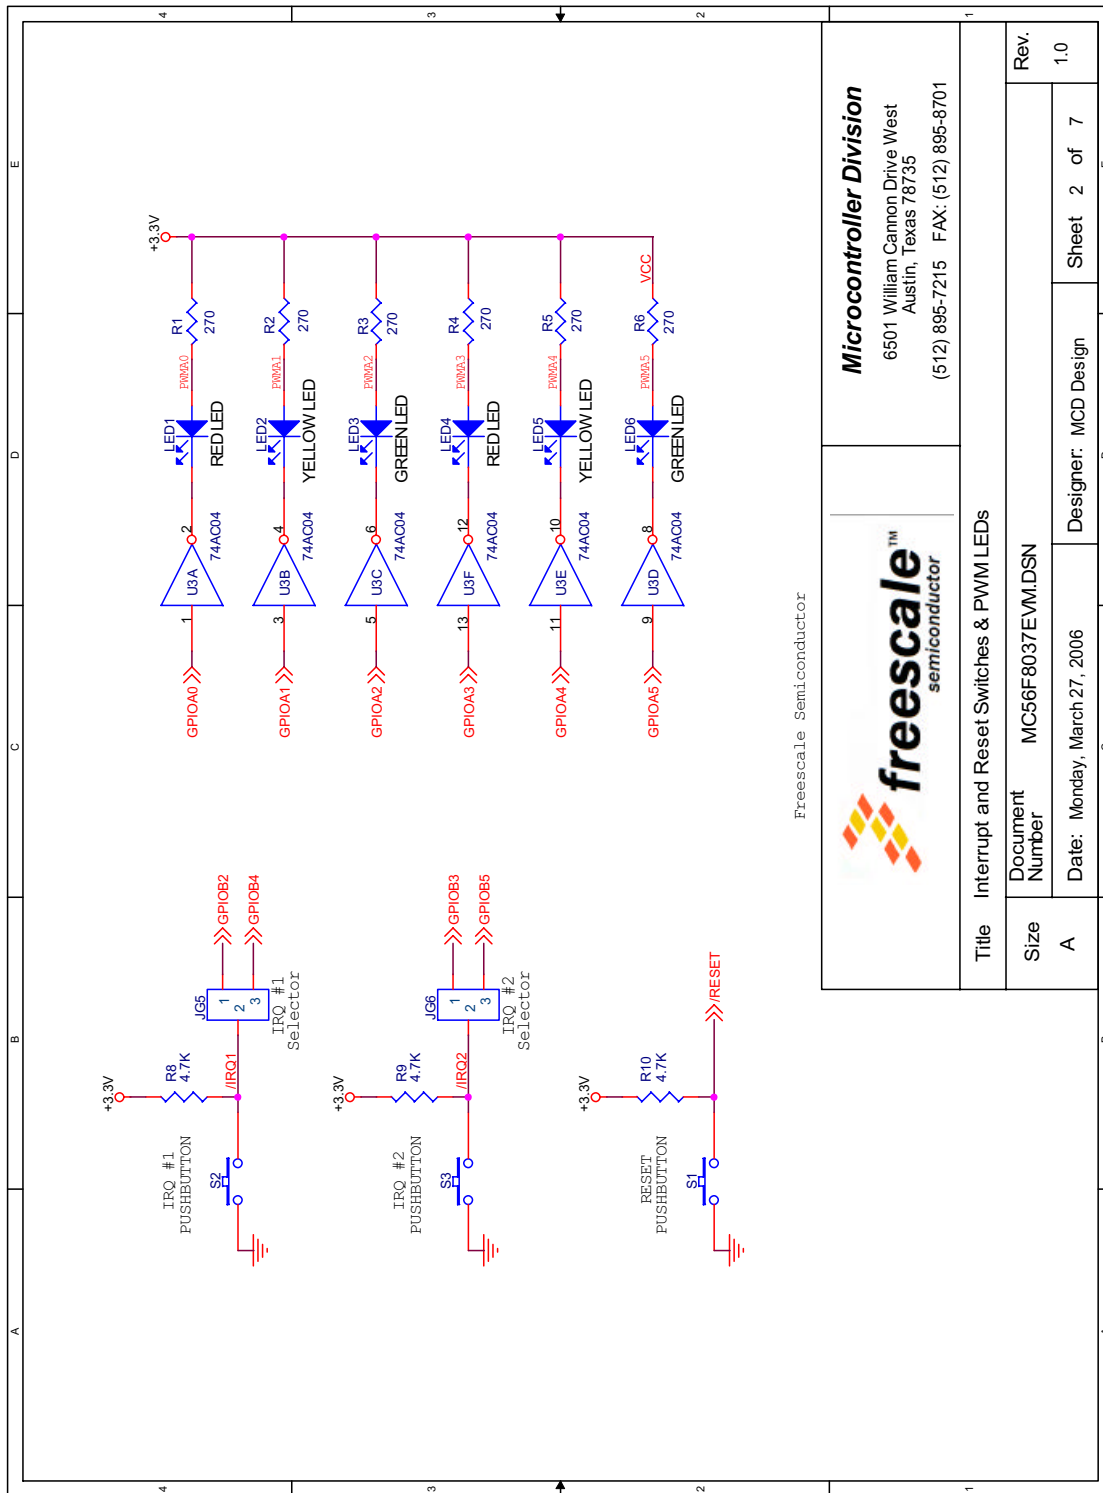 4
3
2
1
E
D
C
B
A
+3.3V
R1
270
PWMA0
LED1
RED LED
2
74AC04
U3A
1
GPIOA0
R2
270
PWMA1
LED2
YELLOW LED
4
74AC04
U3B
3
GPIOA1
R3
270
PWMA2
LED3
GREEN LED
6
74AC04
U3C
5
GPIOA2
R4
270
PWMA3
LED4
RED LED
12
74AC04
U3F
13
GPIOA3
R5
270
PWMA4
LED5
YELLOW LED
10
74AC04
U3E
11
GPIOA4
VCC
R6
270
PWMA5
LED6
GREEN LED
8
74AC04
U3D
9
GPIOA5
+3.3V
R8
4.7K
/IRQ1
IRQ #1
PUSHBUTTON
S2
JG5
1
2
3
IRQ #1
Selector
GPIOB2
GPIOB4
+3.3V
R9
4.7K
/IRQ2
IRQ #2
PUSHBUTTON
S3
JG6
1
2
3
IRQ #2
Selector
GPIOB3
GPIOB5
+3.3V
R10
4.7K
RESET
PUSHBUTTON
S1
/RESET
Freescale Semiconductor
freescale™
semiconductor
Microcontroller Division
6501 William Cannon Drive West
Austin, Texas 78735
(512) 895-7215 FAX: (512) 895-8701
Title Interrupt and Reset Switches & PWM LEDs
Size
A
Document
Number
MC56F8037EVM.DSN
Rev.
1.0
Date: Monday, March 27, 2006
Designer: MCD Design
Sheet 2 of 7
4
3
2
1